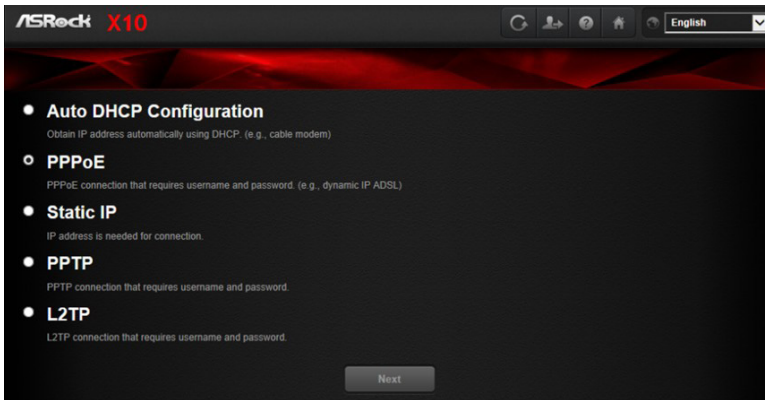 ASRock X10
English
Auto DHCP Configuration
Obtain IP address automatically using DHCP. (e.g., cable modem)
PPPoE
PPPoE connection that requires username and password. (e.g., dynamic IP ADSL)
Static IP
IP address is needed for connection.
PPTP
PPTP connection that requires username and password.
L2TP
L2TP connection that requires username and password.
Next